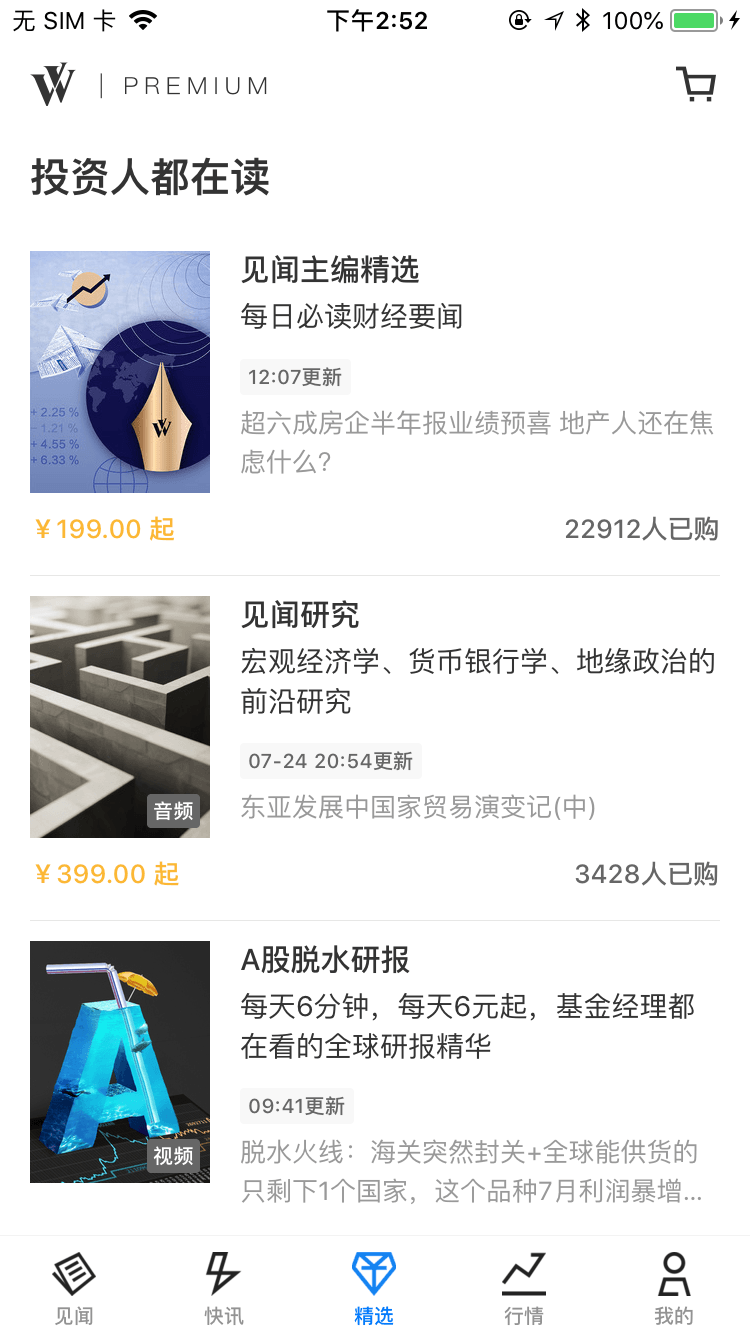 无 SIM 卡
下午2:52
100%
W | PREMIUM
投资人都在读
+ 2.25 %
- 1.21 %
+ 4.55 %
+ 6.33 %
W
见闻主编精选
每日必读财经要闻
12:07更新
超六成房企半年报业绩预喜 地产人还在焦
虑什么?
￥199.00 起
22912人已购
音频
见闻研究
宏观经济学、货币银行学、地缘政治的
前沿研究
07-24 20:54更新
东亚发展中国家贸易演变记(中)
￥399.00 起
3428人已购
视频
A股脱水研报
每天6分钟，每天6元起，基金经理都
在看的全球研报精华
09:41更新
脱水火线：海关突然封关+全球能供货的
只剩下1个国家，这个品种7月利润暴增...
见闻
快讯
精选
行情
我的